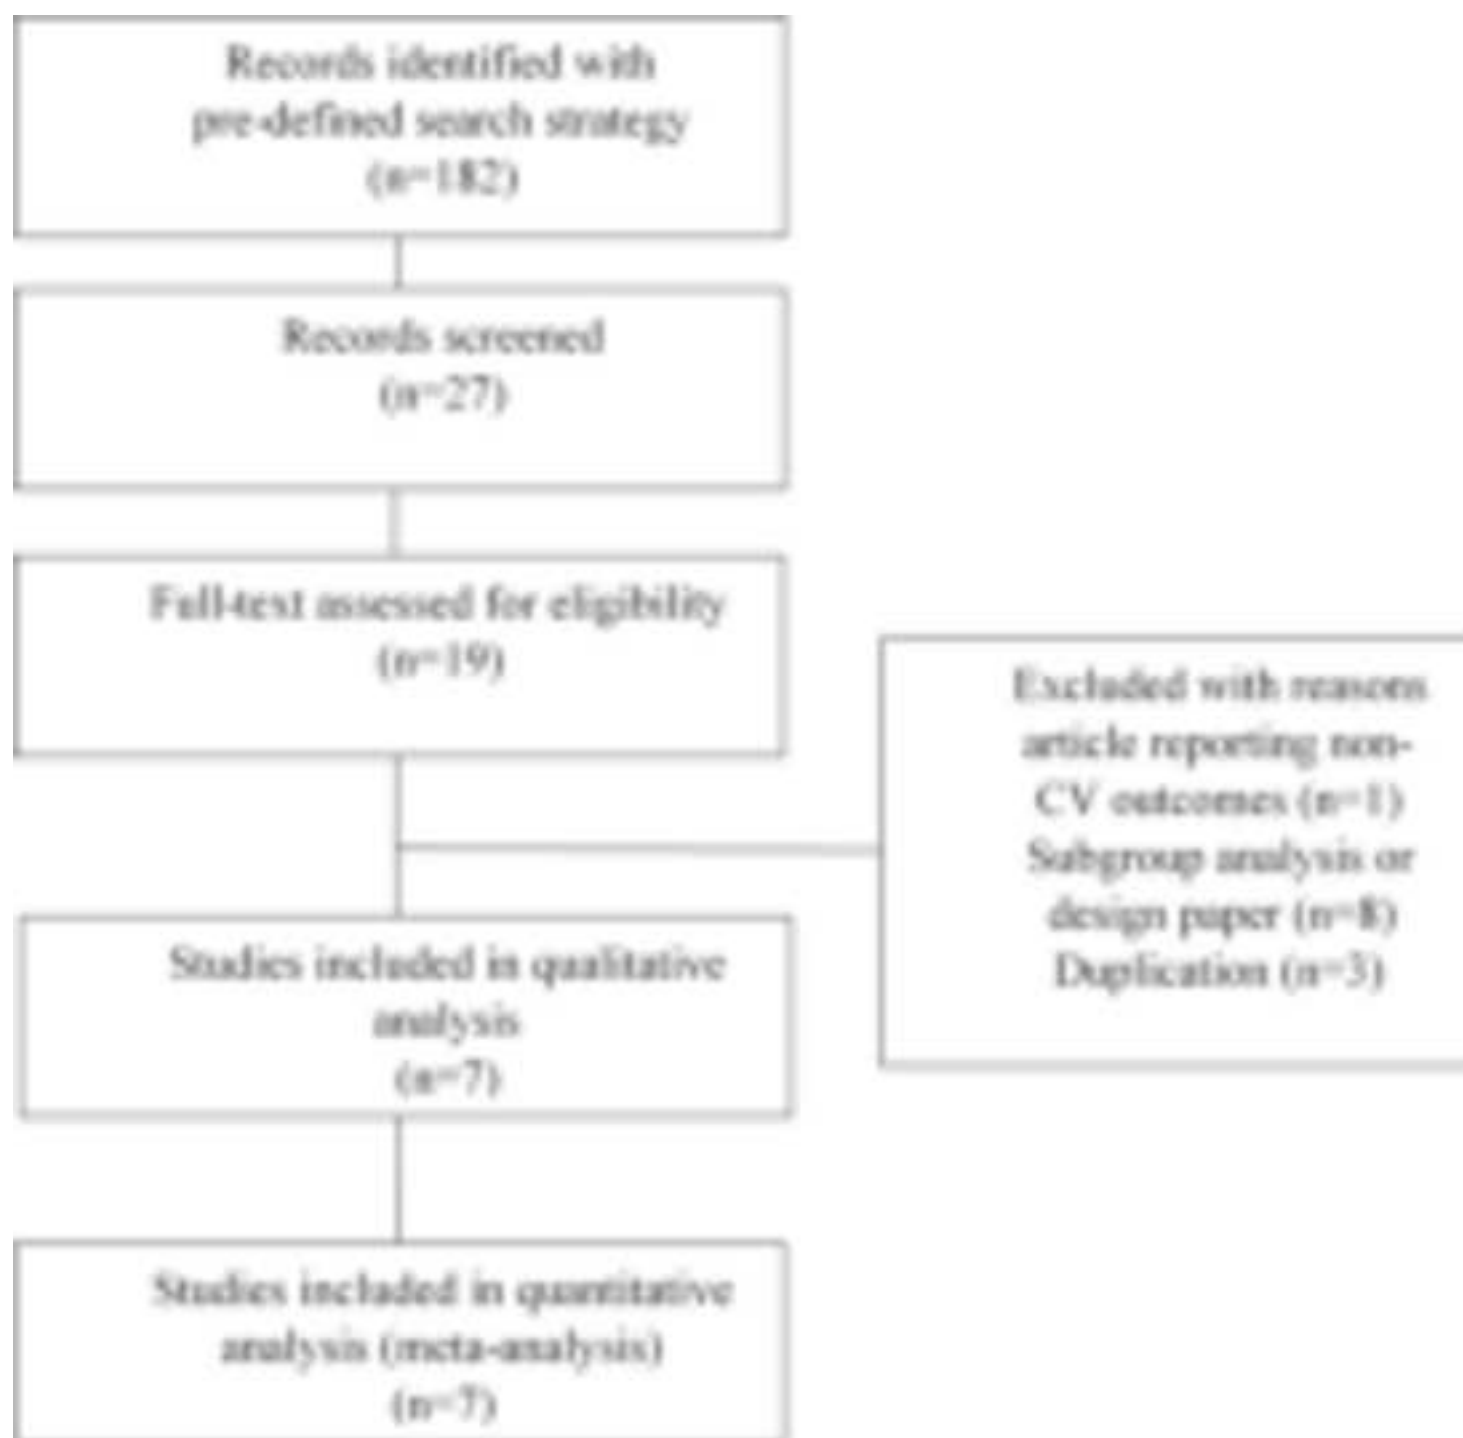 Records identified with
pre-defined search strategy
(n=182)
Records screened
(n=27)
Full-text assessed for eligibility
(n=19)
Excluded with reasons
article reporting non-
CV outcomes (n=1)
Subgroup analysis or
design paper (n=8)
Duplication (n=3)
Studies included in qualitative
analysis
(n=7)
Studies included in quantitative
analysis (meta-analysis)
(n=7)